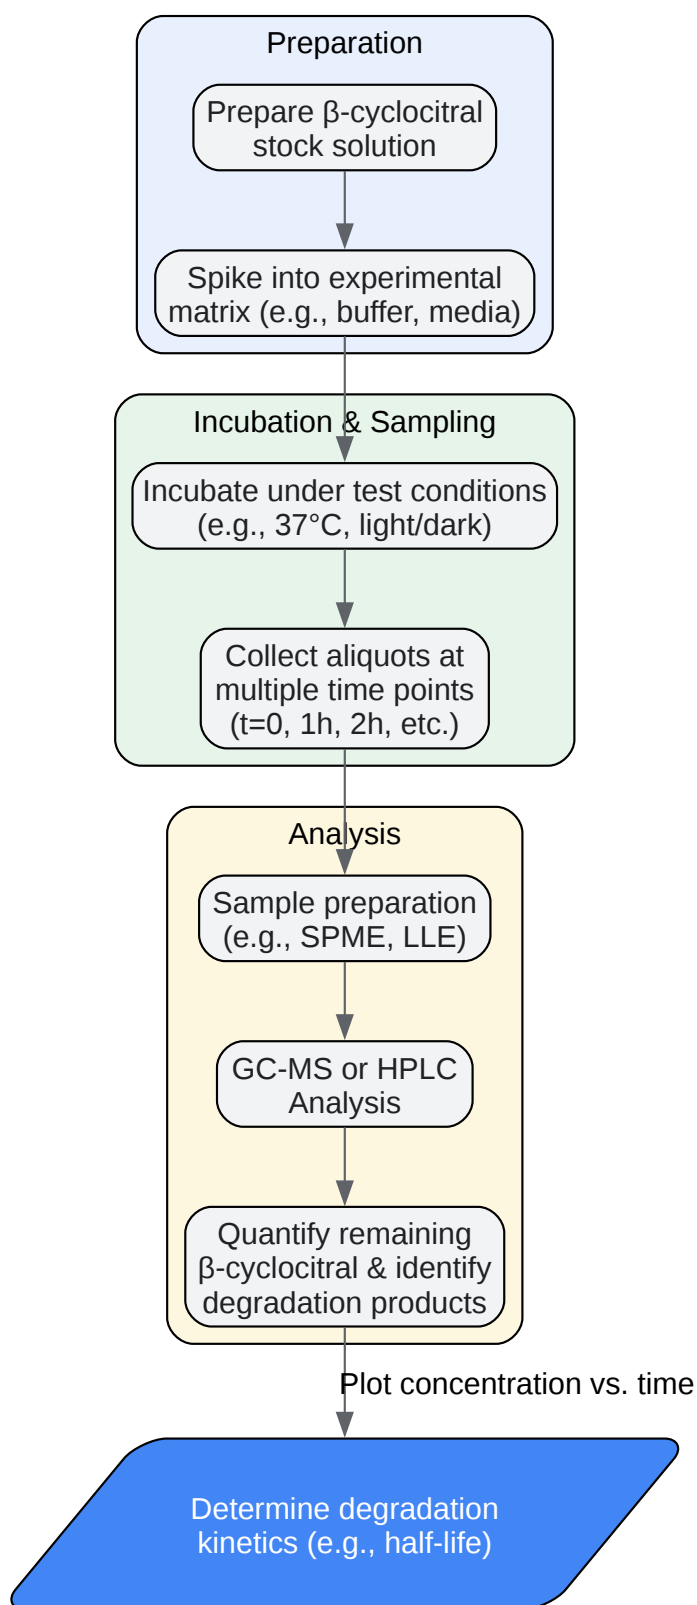 Preparation
Prepare β-cyclocitral
stock solution
Spike into experimental
matrix (e.g., buffer, media)
Incubation & Sampling
Incubate under test conditions
(e.g., 37°C, light/dark)
Collect aliquots at
multiple time points
(t=0, 1h, 2h, etc.)
Analysis
Sample preparation
(e.g., SPME, LLE)
GC-MS or HPLC
Analysis
Quantify remaining
β-cyclocitral & identify
degradation products
Plot concentration vs. time
Determine degradation
kinetics (e.g., half-life)